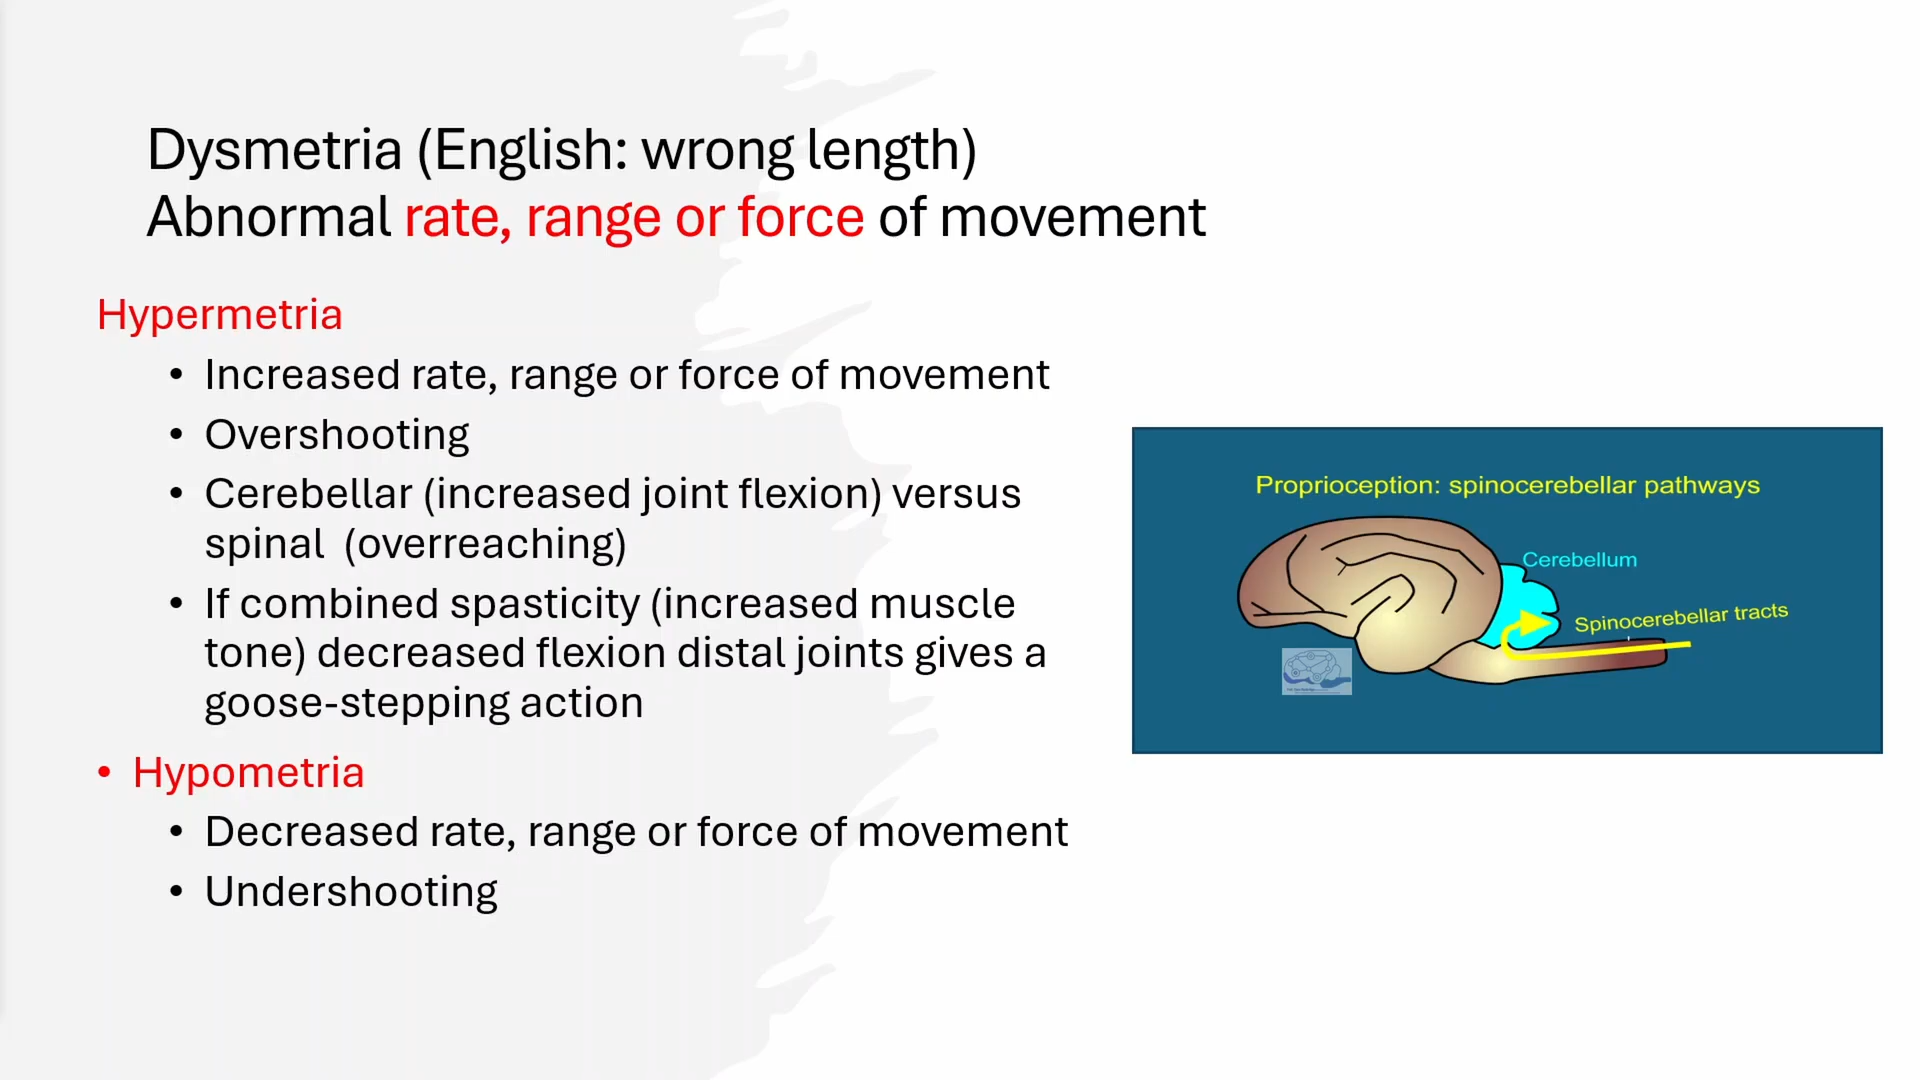 Dysmetria (English: wrong length)
Abnormal rate, range or force of movement
Hypermetria
• Increased rate, range or force of movement
• Overshooting
• Cerebellar (increased joint flexion) versus
spinal  (overreaching)
• If combined spasticity (increased muscle
tone) decreased flexion distal joints gives a
goose-stepping action
• Hypometria
• Decreased rate, range or force of movement
• Undershooting
Proprioception: spinocerebellar pathways
Cerebellum
Spinocerebellar tracts